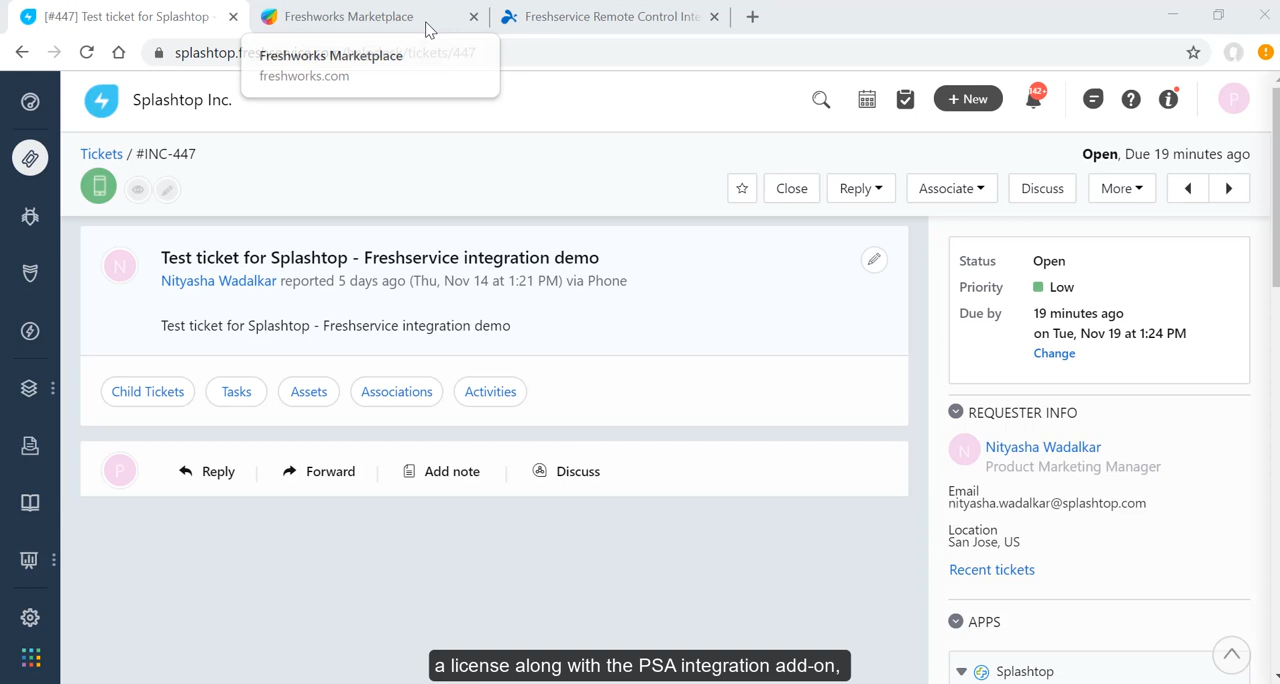 [#447] Test ticket for Splashtop
Freshworks Marketplace
Freshservice Remote Control Inte
splashtop.f
/tickets/447
Freshworks Marketplace
freshworks.com
Splashtop Inc.
+ New
142+
P
Tickets / #INC-447
Open, Due 19 minutes ago
Close
Reply
Associate
Discuss
More
N
Test ticket for Splashtop - Freshservice integration demo
Nityasha Wadalkar reported 5 days ago (Thu, Nov 14 at 1:21 PM) via Phone
Test ticket for Splashtop - Freshservice integration demo
Child Tickets
Tasks
Assets
Associations
Activities
P
Reply
Forward
Add note
Discuss
Status Open
Priority Low
Due by 19 minutes ago
on Tue, Nov 19 at 1:24 PM
Change
REQUESTER INFO
N
Nityasha Wadalkar
Product Marketing Manager
Email
nityasha.wadalkar@splashtop.com
Location
San Jose, US
Recent tickets
APPS
Splashtop
a license along with the PSA integration add-on,